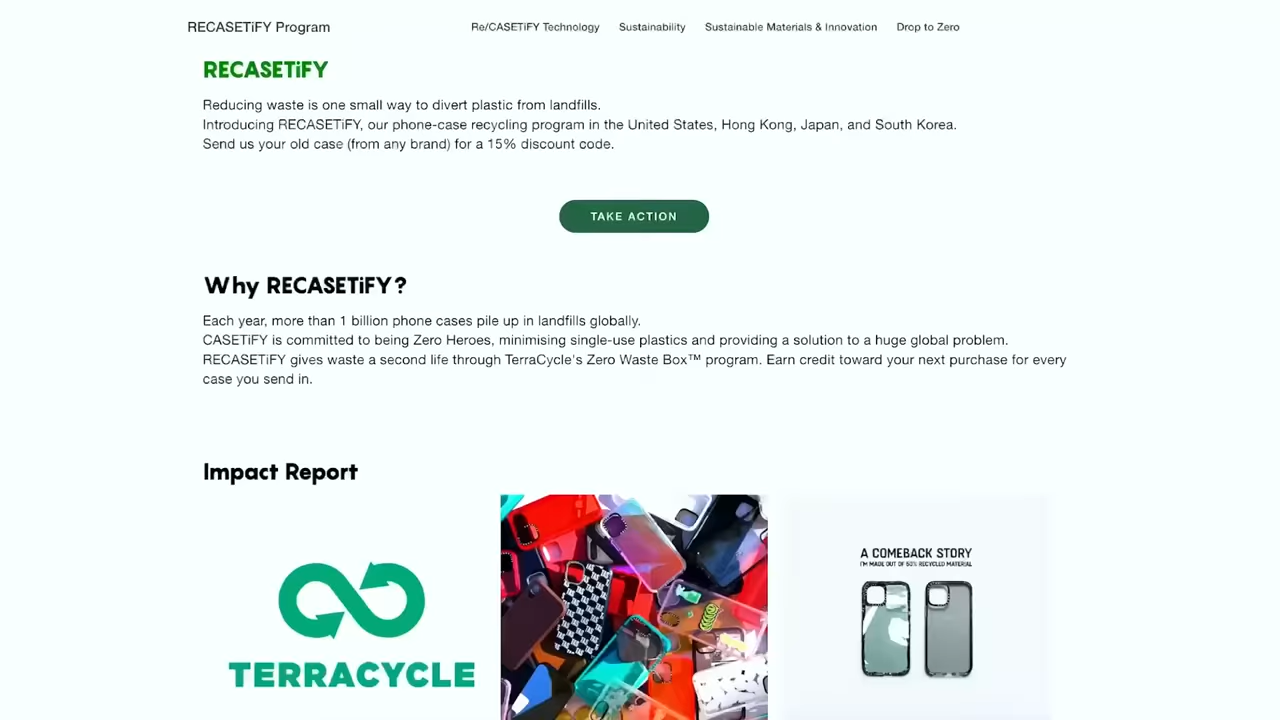 RECASETiFY Program
Re/CASETiFY Technology
Sustainability
Sustainable Materials & Innovation
Drop to Zero
RECASETiFY
Reducing waste is one small way to divert plastic from landfills.
Introducing RECASETiFY, our phone-case recycling program in the United States, Hong Kong, Japan, and South Korea.
Send us your old case (from any brand) for a 15% discount code.
TAKE ACTION
Why RECASETiFY?
Each year, more than 1 billion phone cases pile up in landfills globally.
CASETiFY is committed to being Zero Heroes, minimising single-use plastics and providing a solution to a huge global problem.
RECASETiFY gives waste a second life through TerraCycle's Zero Waste Box™ program. Earn credit toward your next purchase for every
case you send in.
Impact Report
TERRACYCLE
A COMEBACK STORY
I'M MADE OUT OF 50% RECYCLED MATERIAL